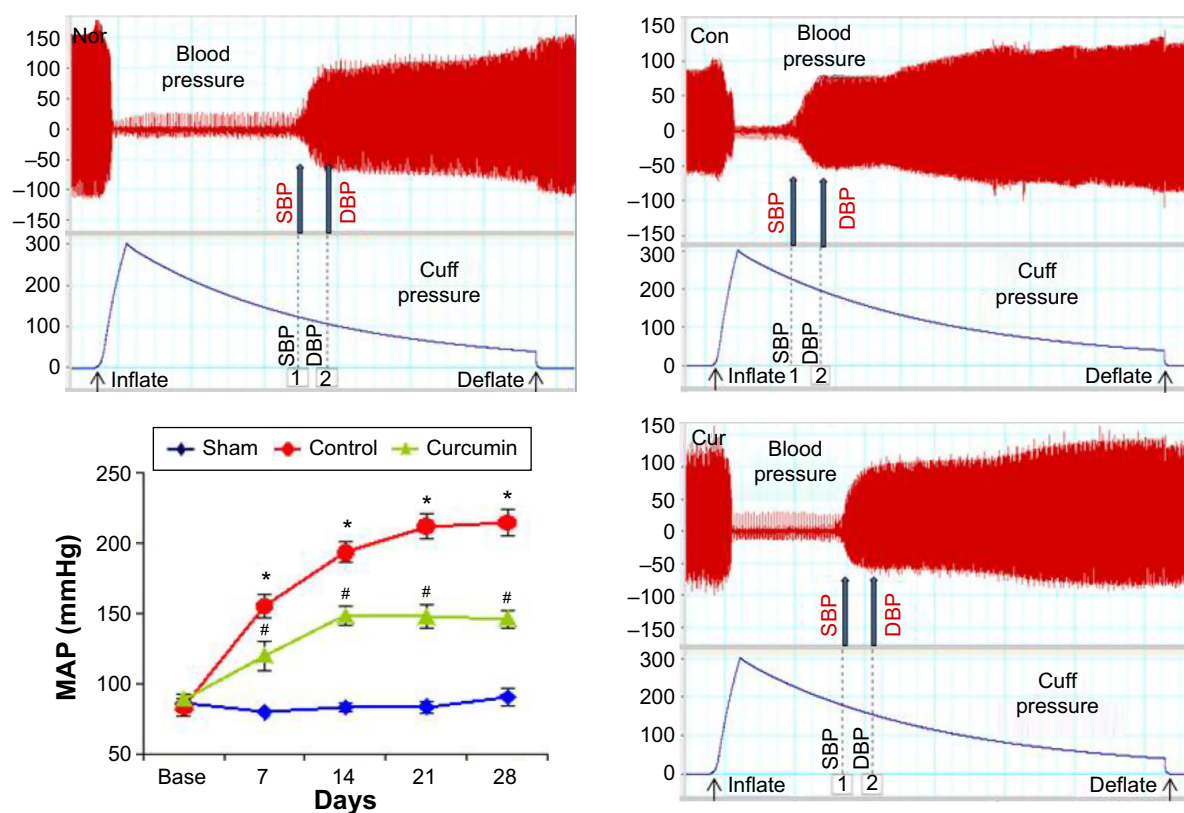 Nor
Blood
pressure
150
100
50
0
–50
–100
–150
SBP
DBP
300
200
100
0
Cuff
pressure
SBP
DBP
1
2
Inflate
Deflate
Con
Blood
pressure
150
100
50
0
–50
–100
–150
SBP
DBP
300
200
100
0
Cuff
pressure
SBP
DBP
1
2
Inflate
Deflate
Sham
Control
Curcumin
MAP (mmHg)
250
200
150
100
50
*
*
*
*
#
#
#
#
Base
7
14
21
28
Days
Cur
Blood
pressure
150
100
50
0
–50
–100
–150
SBP
DBP
300
200
100
0
Cuff
pressure
SBP
DBP
1
2
Inflate
Deflate